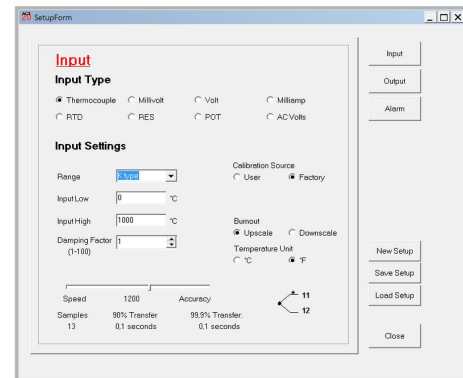 20 SetupForm
Input
Input Type
Thermocouple Millivolt Volt Milliamp
RTD RES POT AC Volts
Input Settings
Calibration Source
Range K type User Factory
Input Low 0 °C
Input High 1000 °C
Burnout
Upscale Downscale
Damping Factor 1
(1-100)
Temperature Unit
°C °F
Speed 1200 Accuracy
Samples 90% Transfer 99,9% Transfer:
13 0,1 seconds 0,1 seconds
11
12
Input
Output
Alarm
New Setup
Save Setup
Load Setup
Close